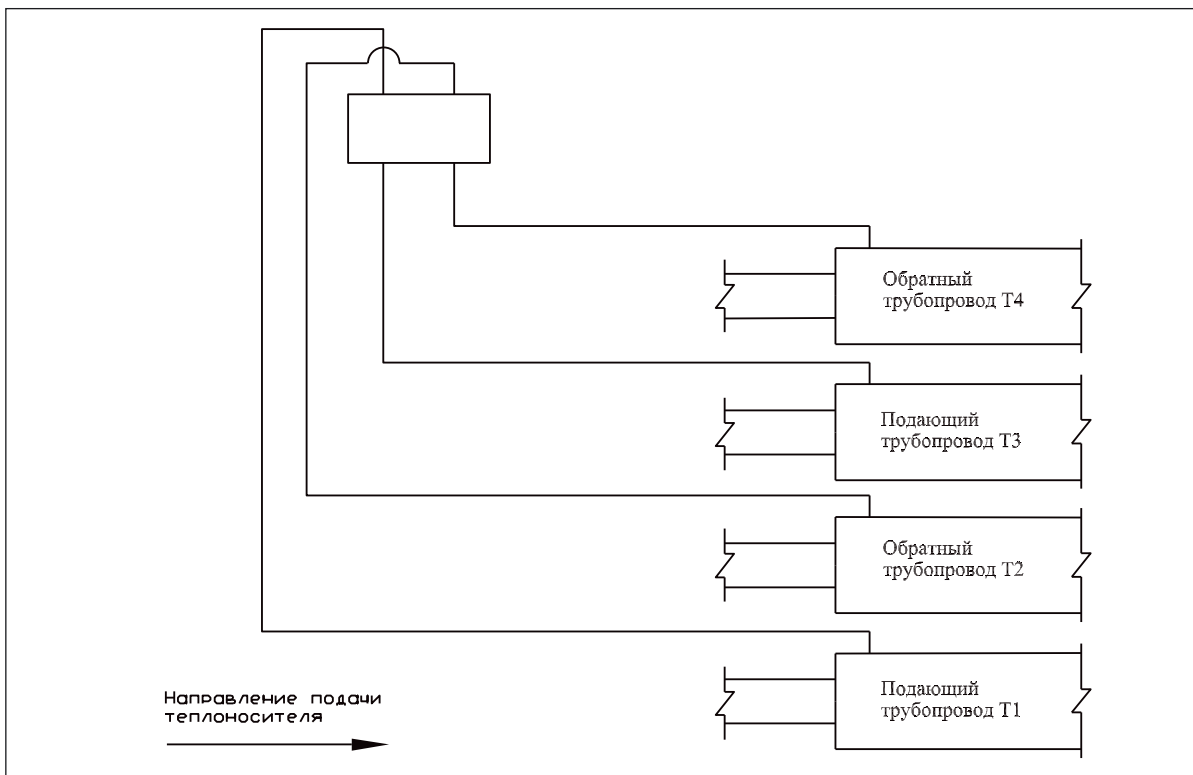 Обратный
трубопровод Т4
Подающий
трубопровод Т3
Обратный
трубопровод Т2
Подающий
трубопровод Т1
Направление подачи
теплоносителя